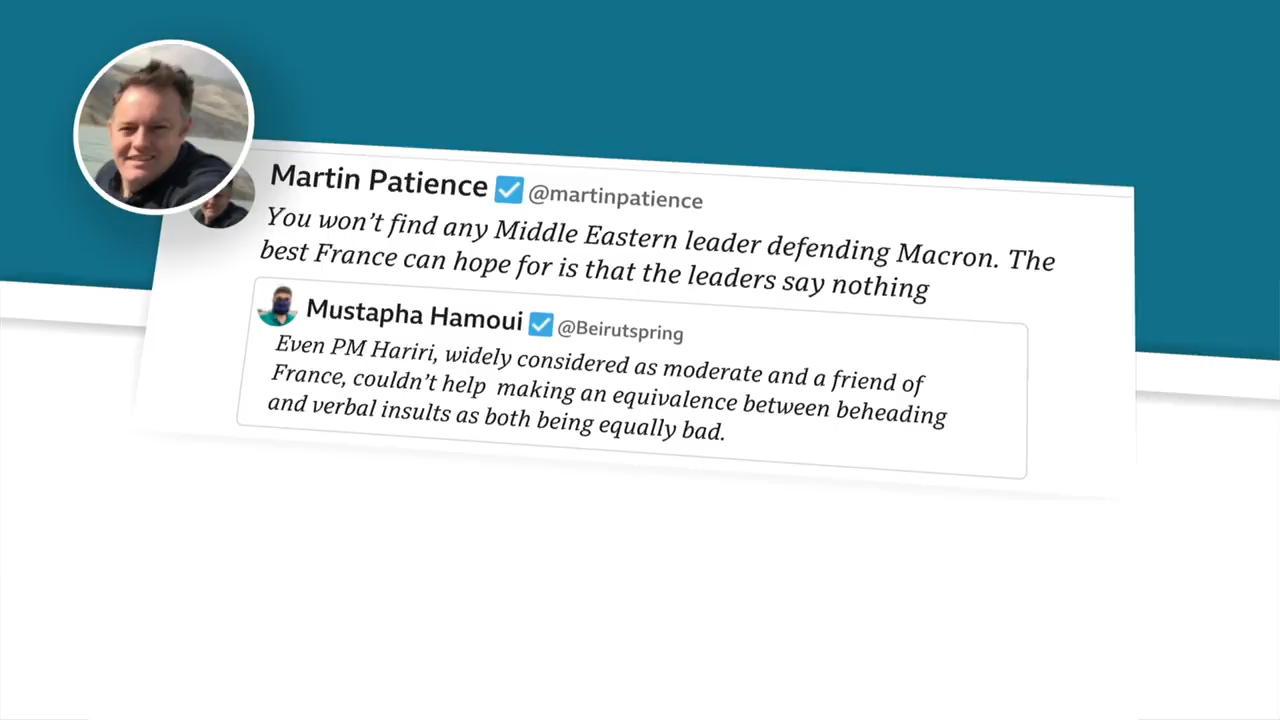 Martin Patience @martinpatience
You won’t find any Middle Eastern leader defending Macron. The
best France can hope for is that the leaders say nothing
Mustapha Hamoui @Beirutspring
Even PM Hariri, widely considered as moderate and a friend of
France, couldn’t help making an equivalence between beheading
and verbal insults as both being equally bad.